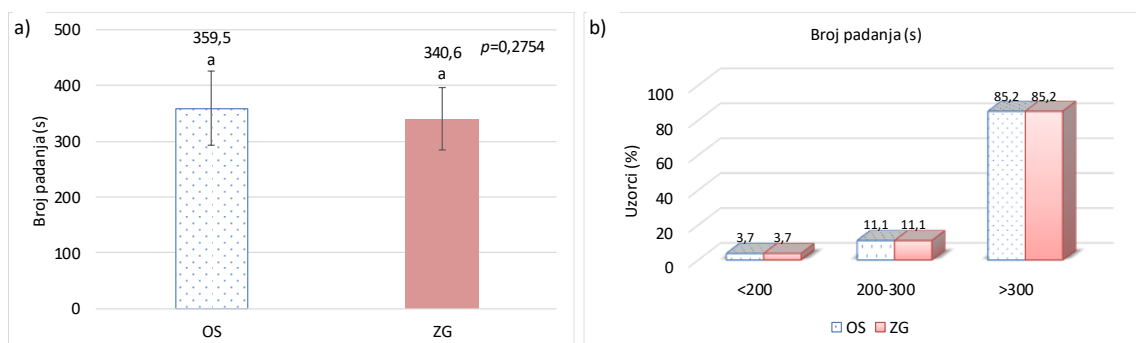 a)
500
400
300
200
100
0
Broj padanja (s)
359,5
a
340,6
a
p=0,2754
OS
ZG
b)
Broj padanja (s)
100
80
60
40
20
0
Uzorci (%)
3,7 3,7
11,1 11,1
85,2 85,2
<200 200-300 >300
OS ZG